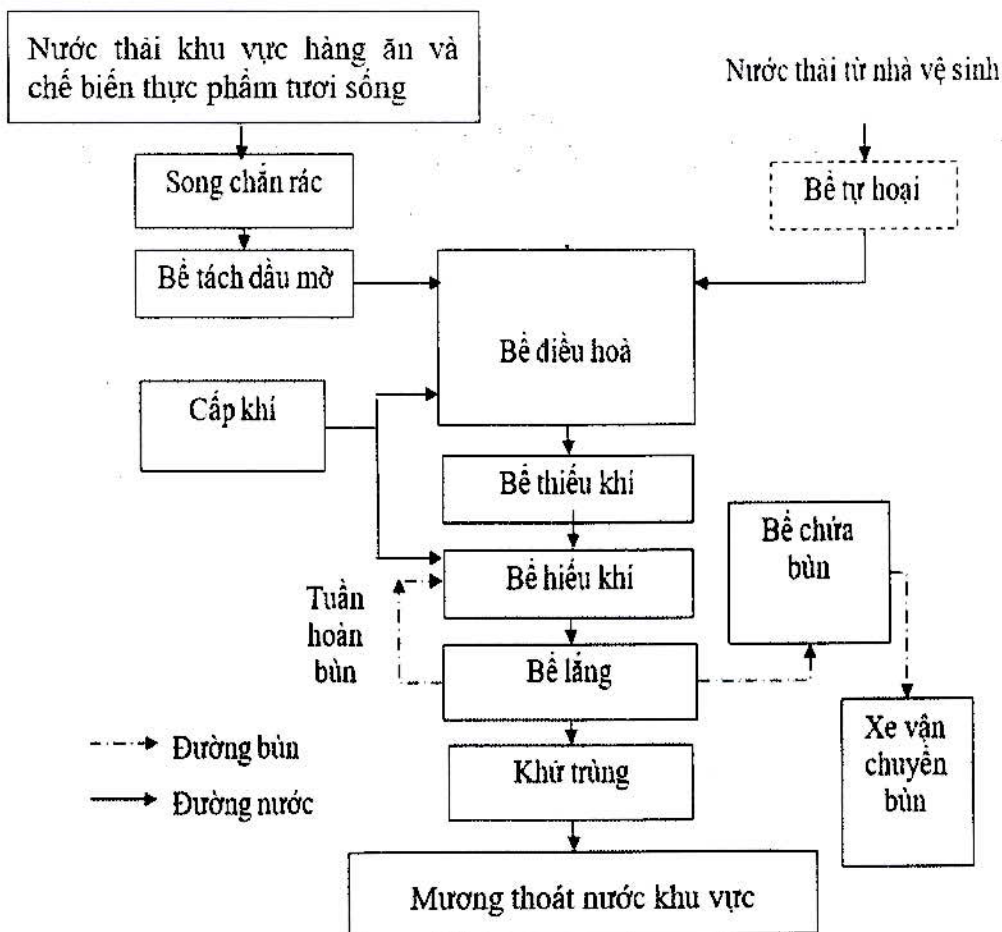 Nước thải khu vực hàng ăn và
chế biến thực phẩm tươi sống
Nước thải từ nhà vệ sinh
Song chắn rác
Bể tự hoại
Bể tách dầu mỡ
Bể điều hoà
Cấp khí
Bể thiếu khí
Bể chứa
bùn
Bể hiếu khí
Tuần
hoàn
bùn
Bể lắng
Xe vận
chuyển
bùn
Đường bùn
Khử trùng
Đường nước
Mương thoát nước khu vực